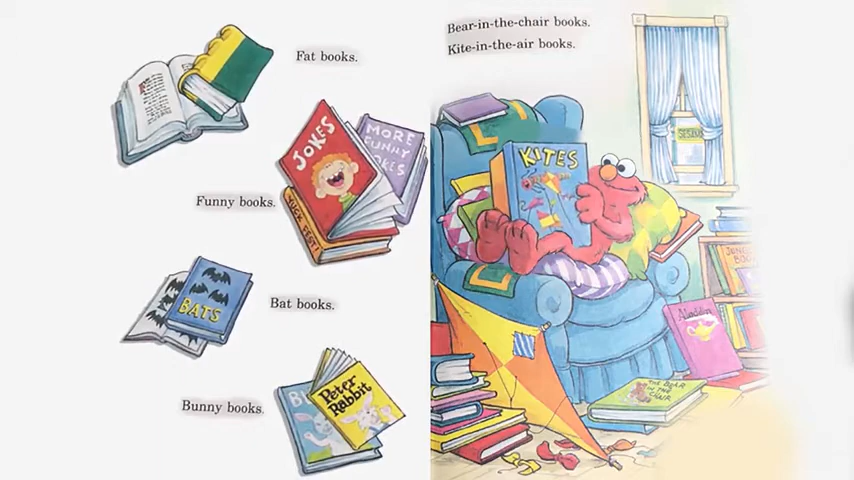 Fat books.
JOKES
MORE
FUNNY
JOKES
Funny books.
BATS
Bat books.
Peter
Rabbit
Bunny books.
Bear-in-the-chair books.
Kite-in-the-air books.
KITES
Aladdin
THE BEAR
IN THE
CHAIR